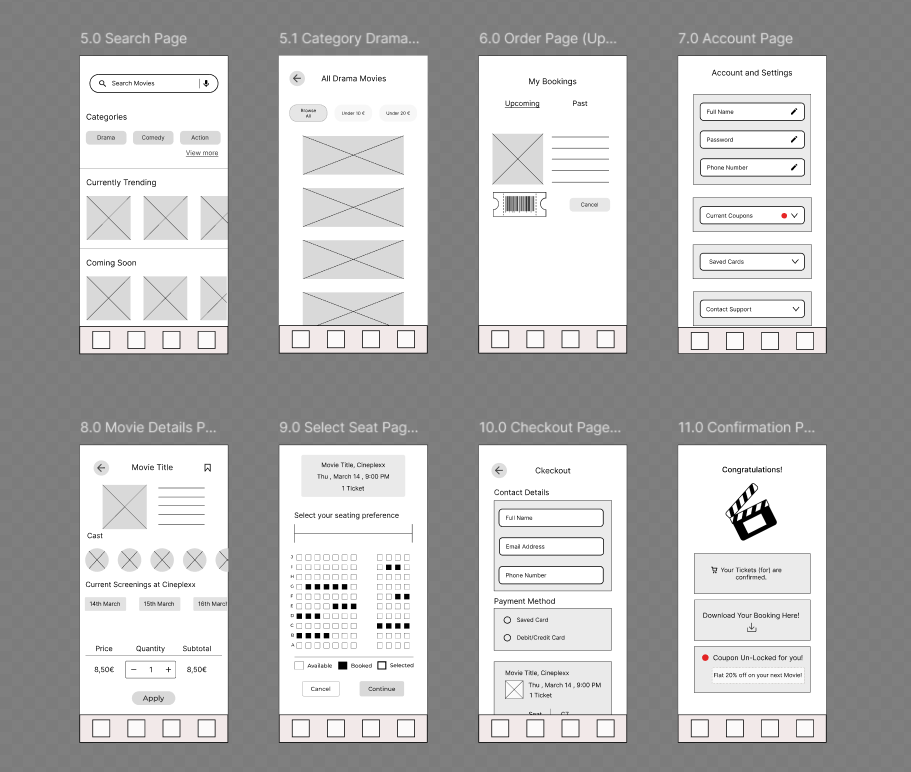 5.0 Search Page
Search Movies
Categories
Drama Comedy Action
View more
Currently Trending
Coming Soon
5.1 Category Drama...
All Drama Movies
Browse
All
Under 10 € Under 20 €
6.0 Order Page (Up...
My Bookings
Upcoming Past
Cancel
7.0 Account Page
Account and Settings
Full Name
Password
Phone Number
Current Coupons
Saved Cards
Contact Support
8.0 Movie Details P...
Movie Title
Cast
Current Screenings at Cineplexx
14th March 15th March 16th March
Price Quantity Subtotal
8,50€ − 1 + 8,50€
Apply
9.0 Select Seat Pag...
Movie Title, Cineplexx
Thu , March 14 , 9:00 PM
1 Ticket
Select your seating preference
J
F
H
G
F
E
D
C
B
A
Available Booked Selected
Cancel Continue
10.0 Checkout Page...
Checkout
Contact Details
Full Name
Email Address
Phone Number
Payment Method
Saved Card
Debit/Credit Card
Movie Title, Cineplexx
Thu , March 14 , 9:00 PM
1 Ticket
11.0 Confirmation P...
Congratulations!
Your Tickets (for) are
confirmed.
Download Your Booking Here!
Coupon Un-Locked for you!
Flat 20% off on your next Movie!